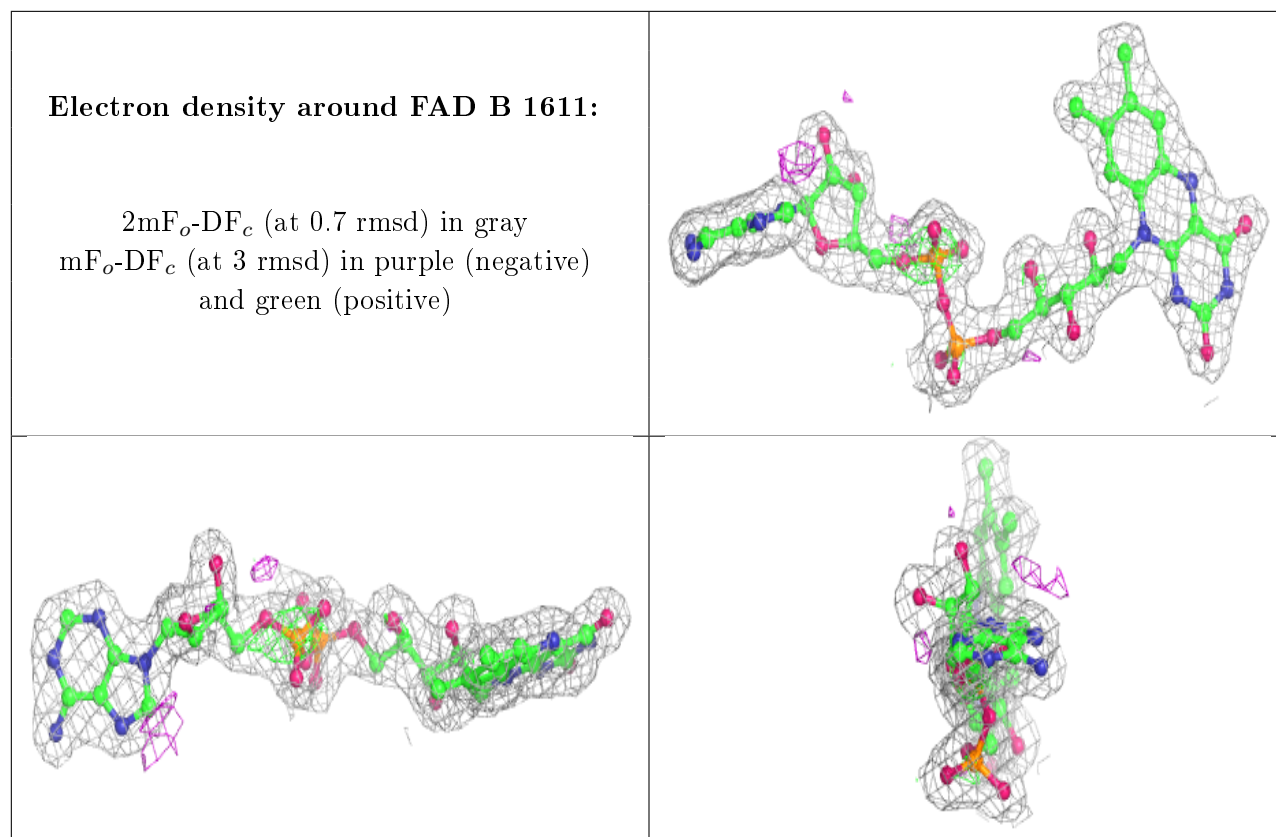 Electron density around FAD B 1611:
2mFo-DFc (at 0.7 rmsd) in gray
mFo-DFc (at 3 rmsd) in purple (negative)
and green (positive)